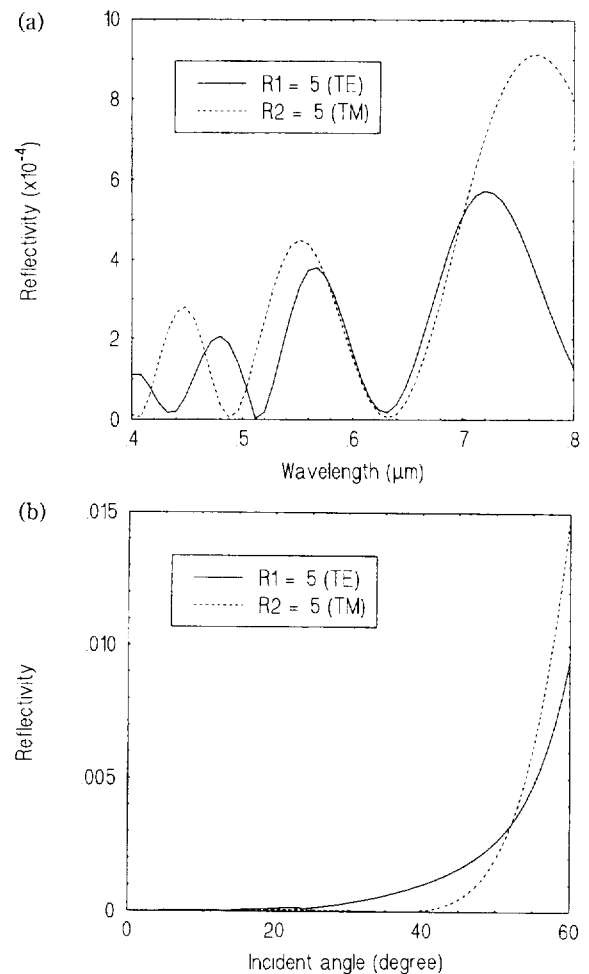 (a)
10
8
6
4
2
0
Reflectivity (x10⁻⁴)
R1 = 5 (TE)
R2 = 5 (TM)
.4 .5 .6 .7 .8
Wavelength (µm)
(b)
.015
.010
.005
0
Reflectivity
R1 = 5 (TE)
R2 = 5 (TM)
0 20 40 60
Incident angle (degree)